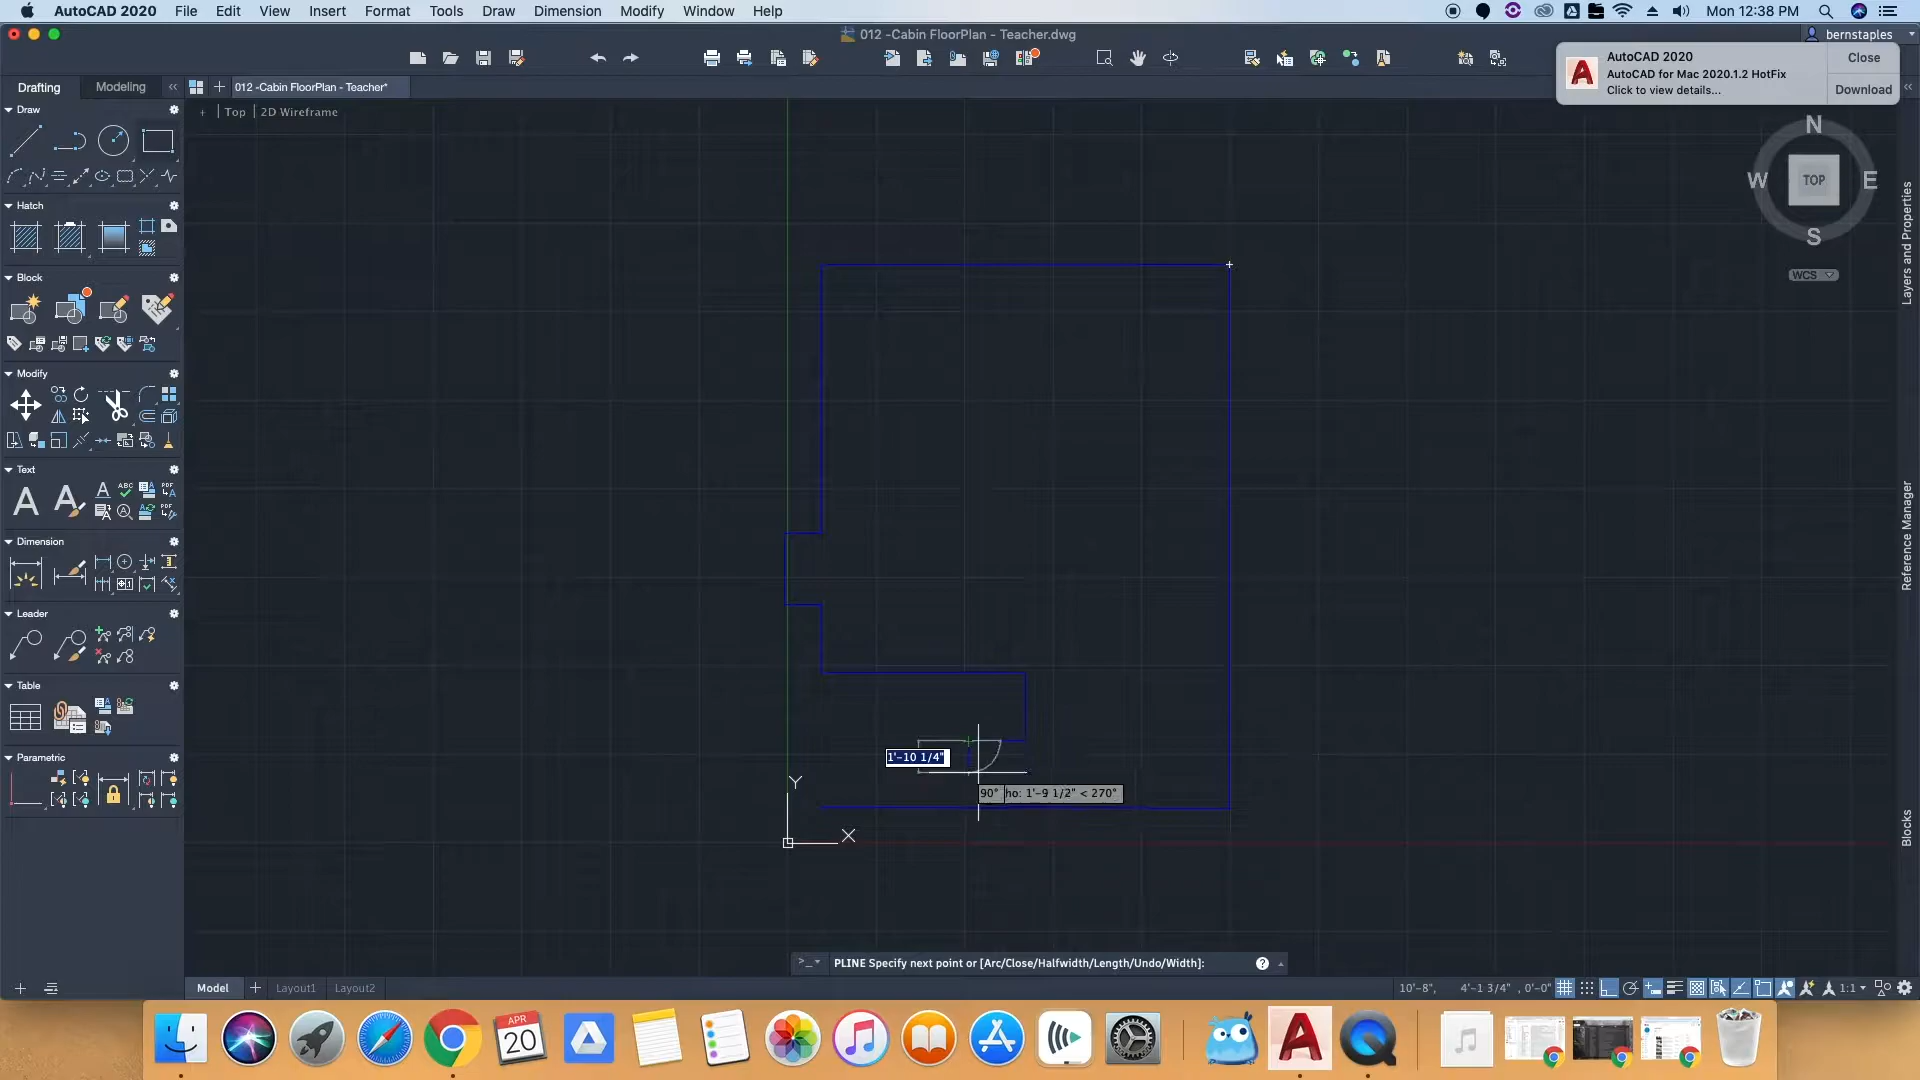 AutoCAD 2020 File Edit View Insert Format Tools Draw Dimension Modify Window Help Mon 12:38 PM
012 -Cabin FloorPlan - Teacher.dwg
bernstaples
AutoCAD 2020
AutoCAD for Mac 2020.1.2 HotFix
Click to view details...
Close
Download
Drafting Modeling
012 -Cabin FloorPlan - Teacher*
+ Top 2D Wireframe
Draw
Hatch
Block
Modify
Text
A A A ABC PDF A
A PDF
Dimension
Leader
Table
Parametric
N
W TOP E
S
WCS
Layers and Properties
Reference Manager
Blocks
1'-10 1/4"
90° ho: 1'-9 1/2" < 270°
Y
X
>_ PLINE Specify next point or [Arc/Close/Halfwidth/Length/Undo/Width]: ?
Model + Layout1 Layout2
10'-8", 4'-1 3/4" , 0'-0" 1:1
APR
20
A